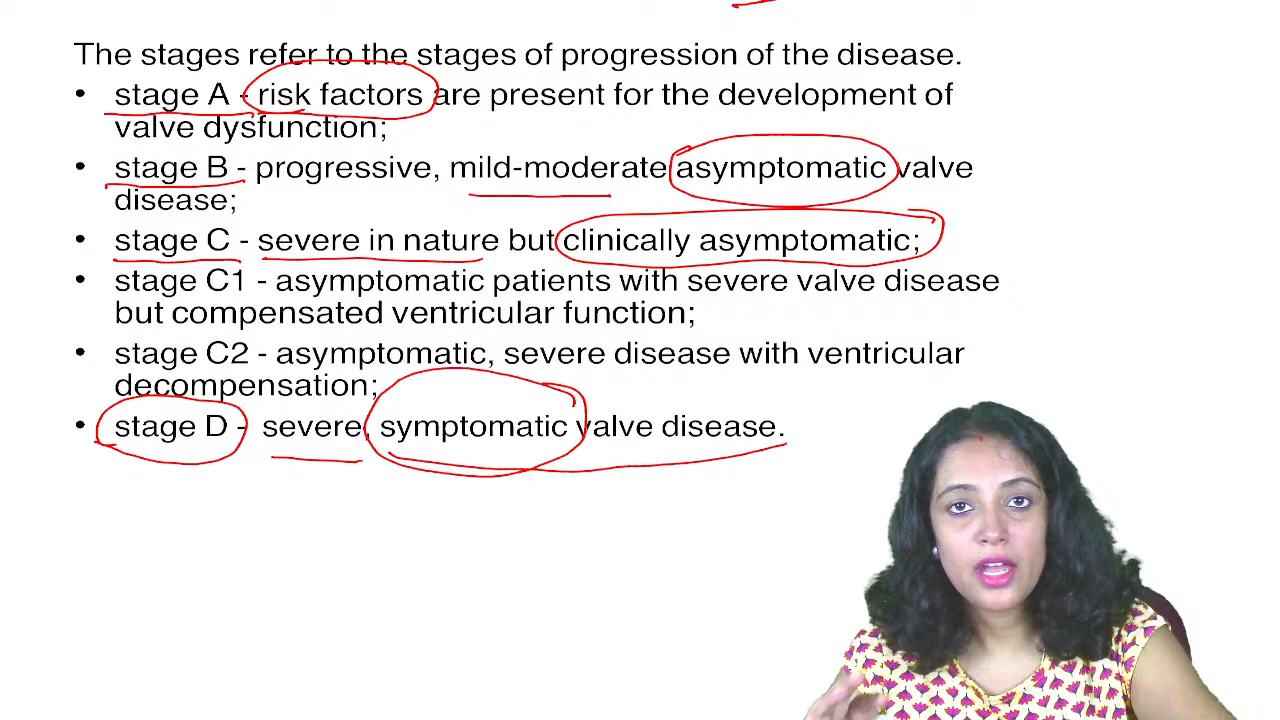 The stages refer to the stages of progression of the disease.
• stage A - risk factors are present for the development of
valve dysfunction;
• stage B - progressive, mild-moderate asymptomatic valve
disease;
• stage C - severe in nature but clinically asymptomatic;
• stage C1 - asymptomatic patients with severe valve disease
but compensated ventricular function;
• stage C2 - asymptomatic, severe disease with ventricular
decompensation;
• stage D - severe, symptomatic valve disease.